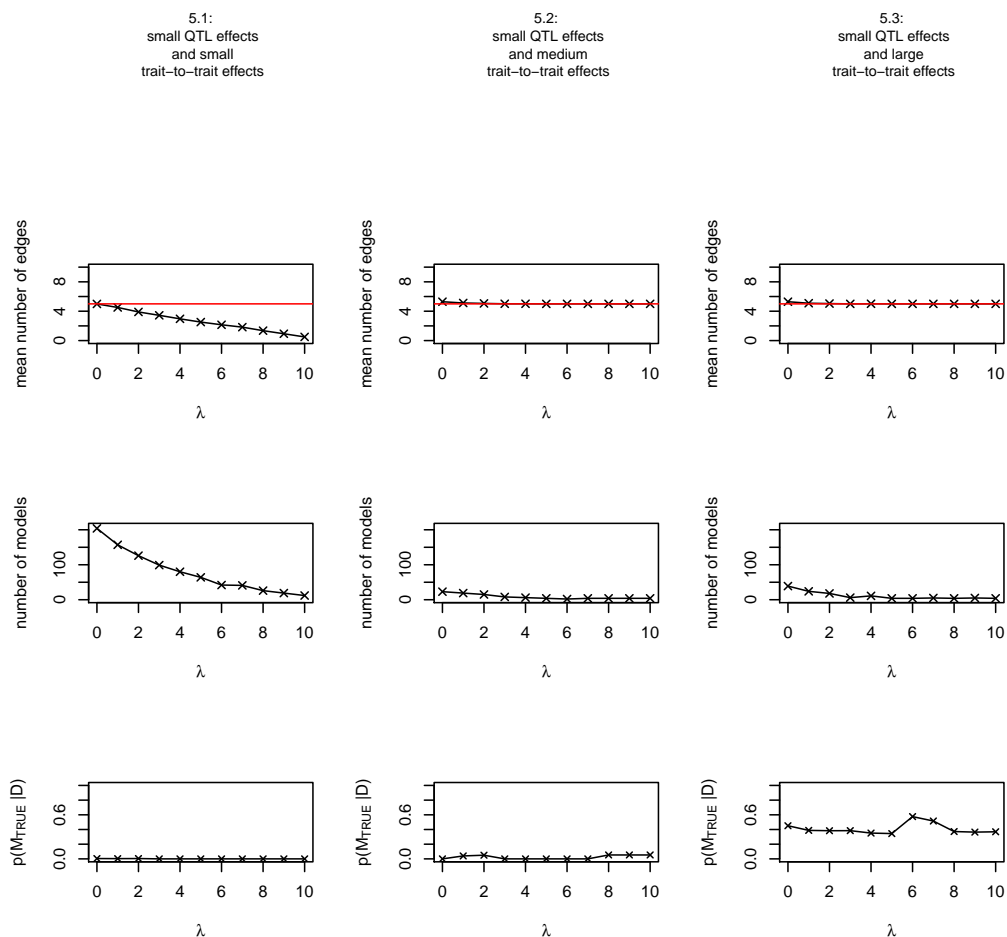 5.1:
small QTL effects
and small
trait−to−trait effects
5.2:
small QTL effects
and medium
trait−to−trait effects
5.3:
small QTL effects
and large
trait−to−trait effects
mean number of edges
0 4 8
0 2 4 6 8 10
λ
mean number of edges
0 4 8
0 2 4 6 8 10
λ
mean number of edges
0 4 8
0 2 4 6 8 10
λ
number of models
0 100
0 2 4 6 8 10
λ
number of models
0 100
0 2 4 6 8 10
λ
number of models
0 100
0 2 4 6 8 10
λ
p(MTRUE |D)
0.0 0.6
0 2 4 6 8 10
λ
p(MTRUE |D)
0.0 0.6
0 2 4 6 8 10
λ
p(MTRUE |D)
0.0 0.6
0 2 4 6 8 10
λ